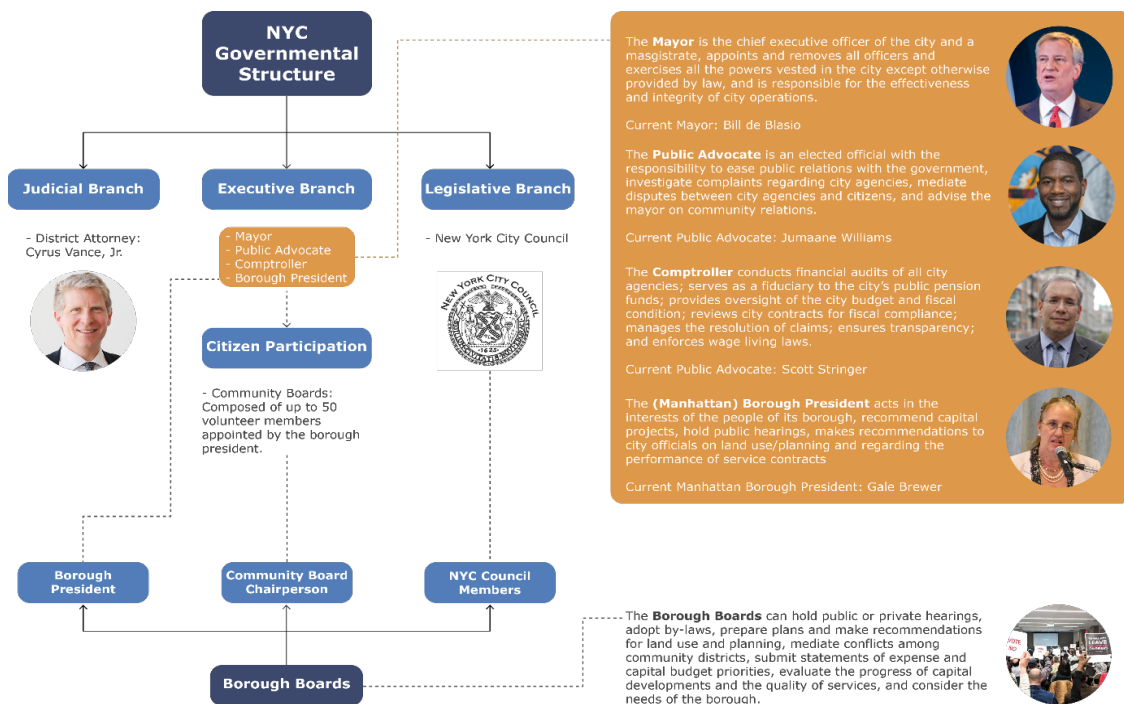 NYC
Governmental
Structure
Judicial Branch
Executive Branch
Legislative Branch
- District Attorney:
Cyrus Vance, Jr.
- Mayor
- Public Advocate
- Comptroller
- Borough President
- New York City Council
NEW YORK CITY COUNCIL
·1625·
Citizen Participation
- Community Boards:
Composed of up to 50
volunteer members
appointed by the borough
president.
Borough
President
Community Board
Chairperson
NYC Council
Members
Borough Boards
The Mayor is the chief executive officer of the city and a
masgistrate, appoints and removes all officers and
exercises all the powers vested in the city except otherwise
provided by law, and is responsible for the effectiveness
and integrity of city operations.
Current Mayor: Bill de Blasio
The Public Advocate is an elected official with the
responsibility to ease public relations with the government,
investigate complaints regarding city agencies, mediate
disputes between city agencies and citizens, and advise the
mayor on community relations.
Current Public Advocate: Jumaane Williams
The Comptroller conducts financial audits of all city
agencies; serves as a fiduciary to the city's public pension
funds; provides oversight of the city budget and fiscal
condition; reviews city contracts for fiscal compliance;
manages the resolution of claims; ensures transparency;
and enforces wage living laws.
Current Public Advocate: Scott Stringer
The (Manhattan) Borough President acts in the
interests of the people of its borough, recommend capital
projects, hold public hearings, makes recommendations to
city officials on land use/planning and regarding the
performance of service contracts
Current Manhattan Borough President: Gale Brewer
The Borough Boards can hold public or private hearings,
adopt by-laws, prepare plans and make recommendations
for land use and planning, mediate conflicts among
community districts, submit statements of expense and
capital budget priorities, evaluate the progress of capital
developments and the quality of services, and consider the
needs of the borough.
VOTE
NO
LEAVE